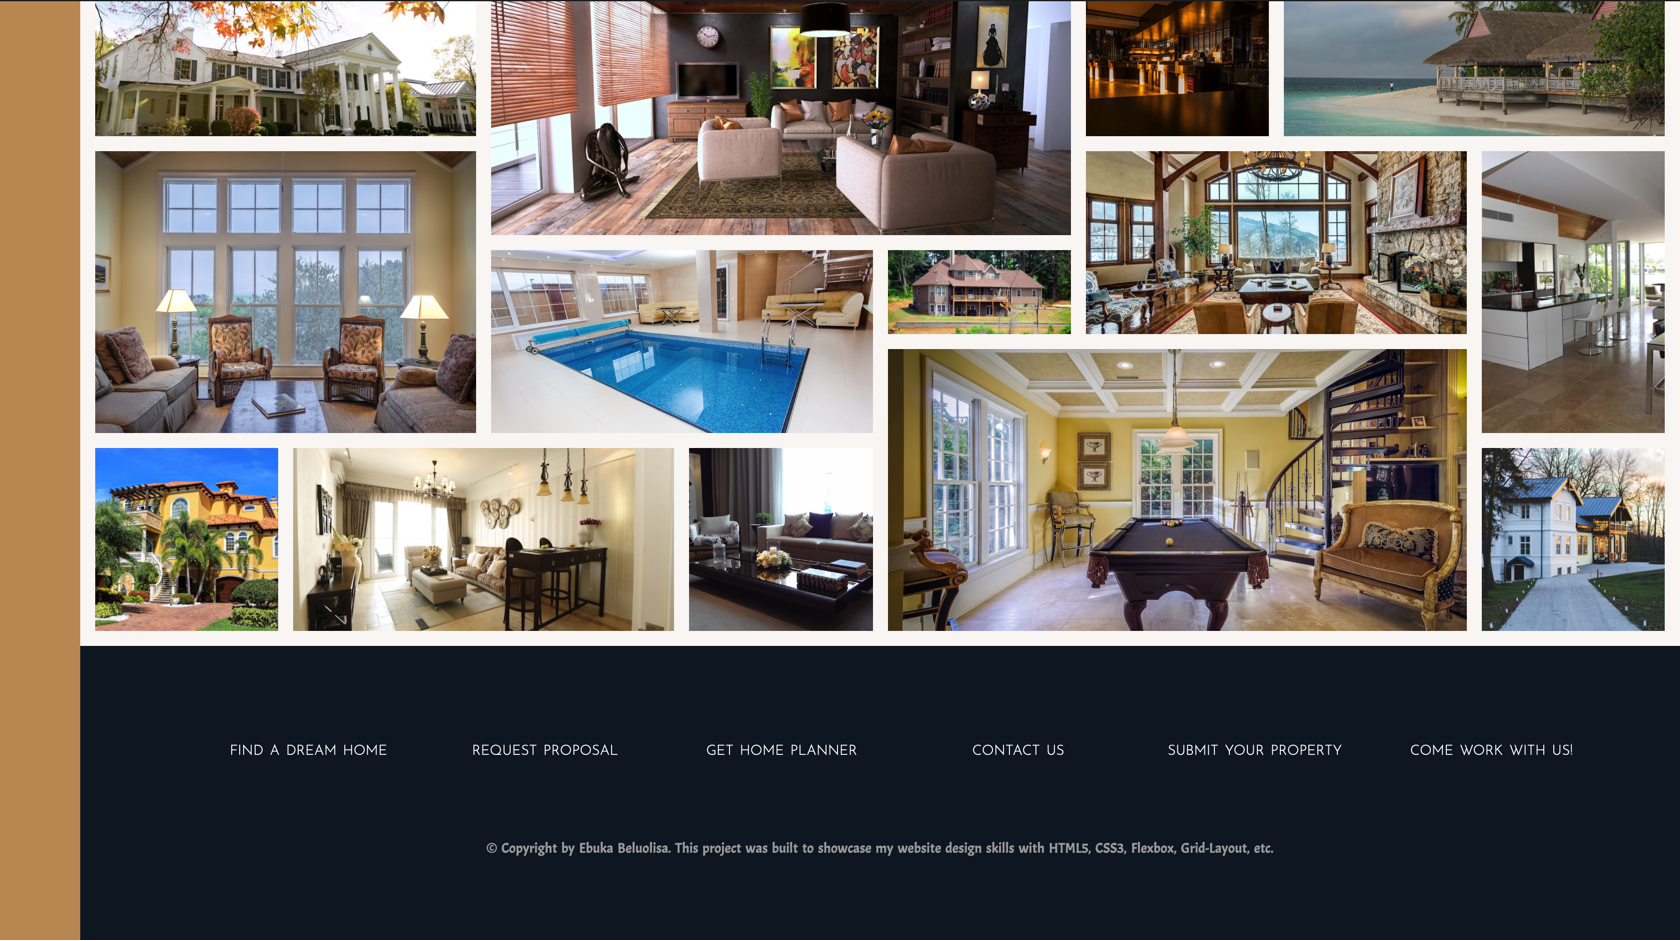 FIND A DREAM HOME
REQUEST PROPOSAL
GET HOME PLANNER
CONTACT US
SUBMIT YOUR PROPERTY
COME WORK WITH US!
© Copyright by Ebuka Beluolisa. This project was built to showcase my website design skills with HTML5, CSS3, Flexbox, Grid-Layout, etc.